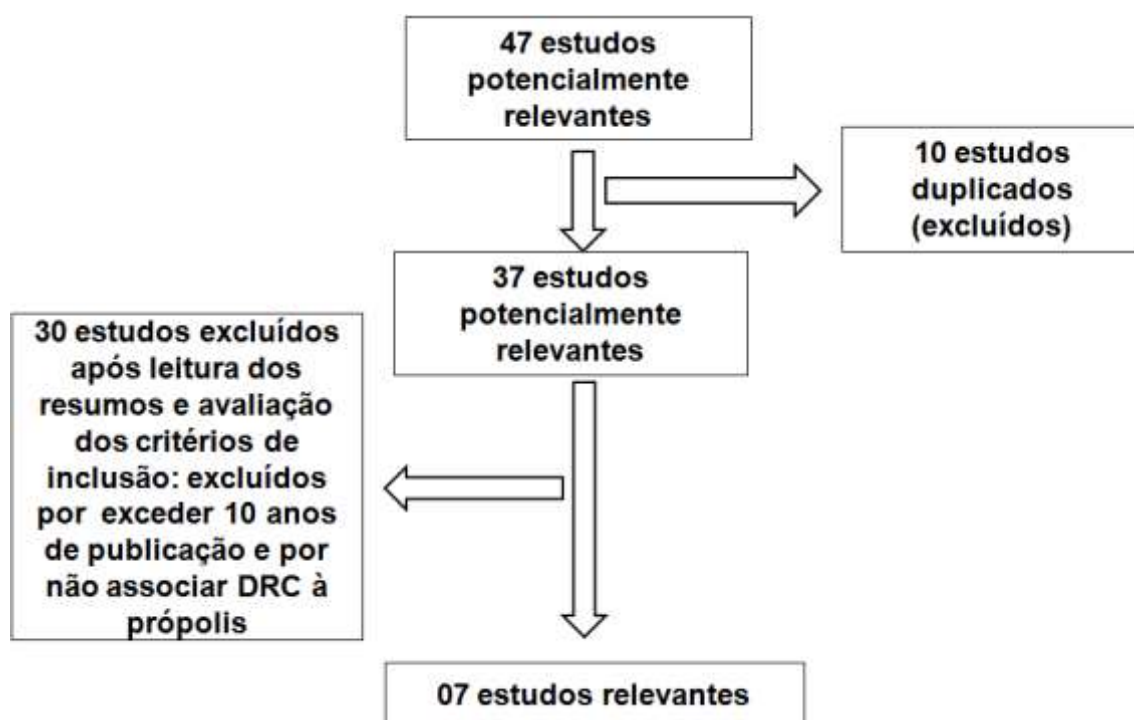 47 estudos
potencialmente
relevantes
10 estudos
duplicados
(excluídos)
37 estudos
potencialmente
relevantes
30 estudos excluídos
após leitura dos
resumos e avaliação
dos critérios de
inclusão: excluídos
por exceder 10 anos
de publicação e por
não associar DRC à
própolis
07 estudos relevantes